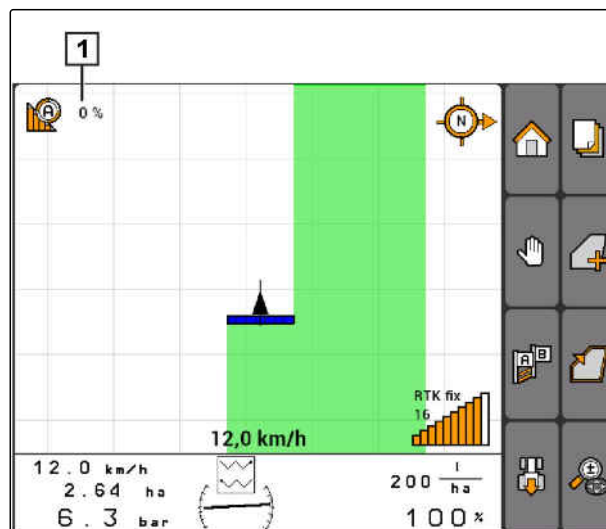 1
A
0 %
N
A B
RTK fix
16
12,0 km/h
12.0 km/h
2.64 ha
6.3 bar
200 l/ha
100 %